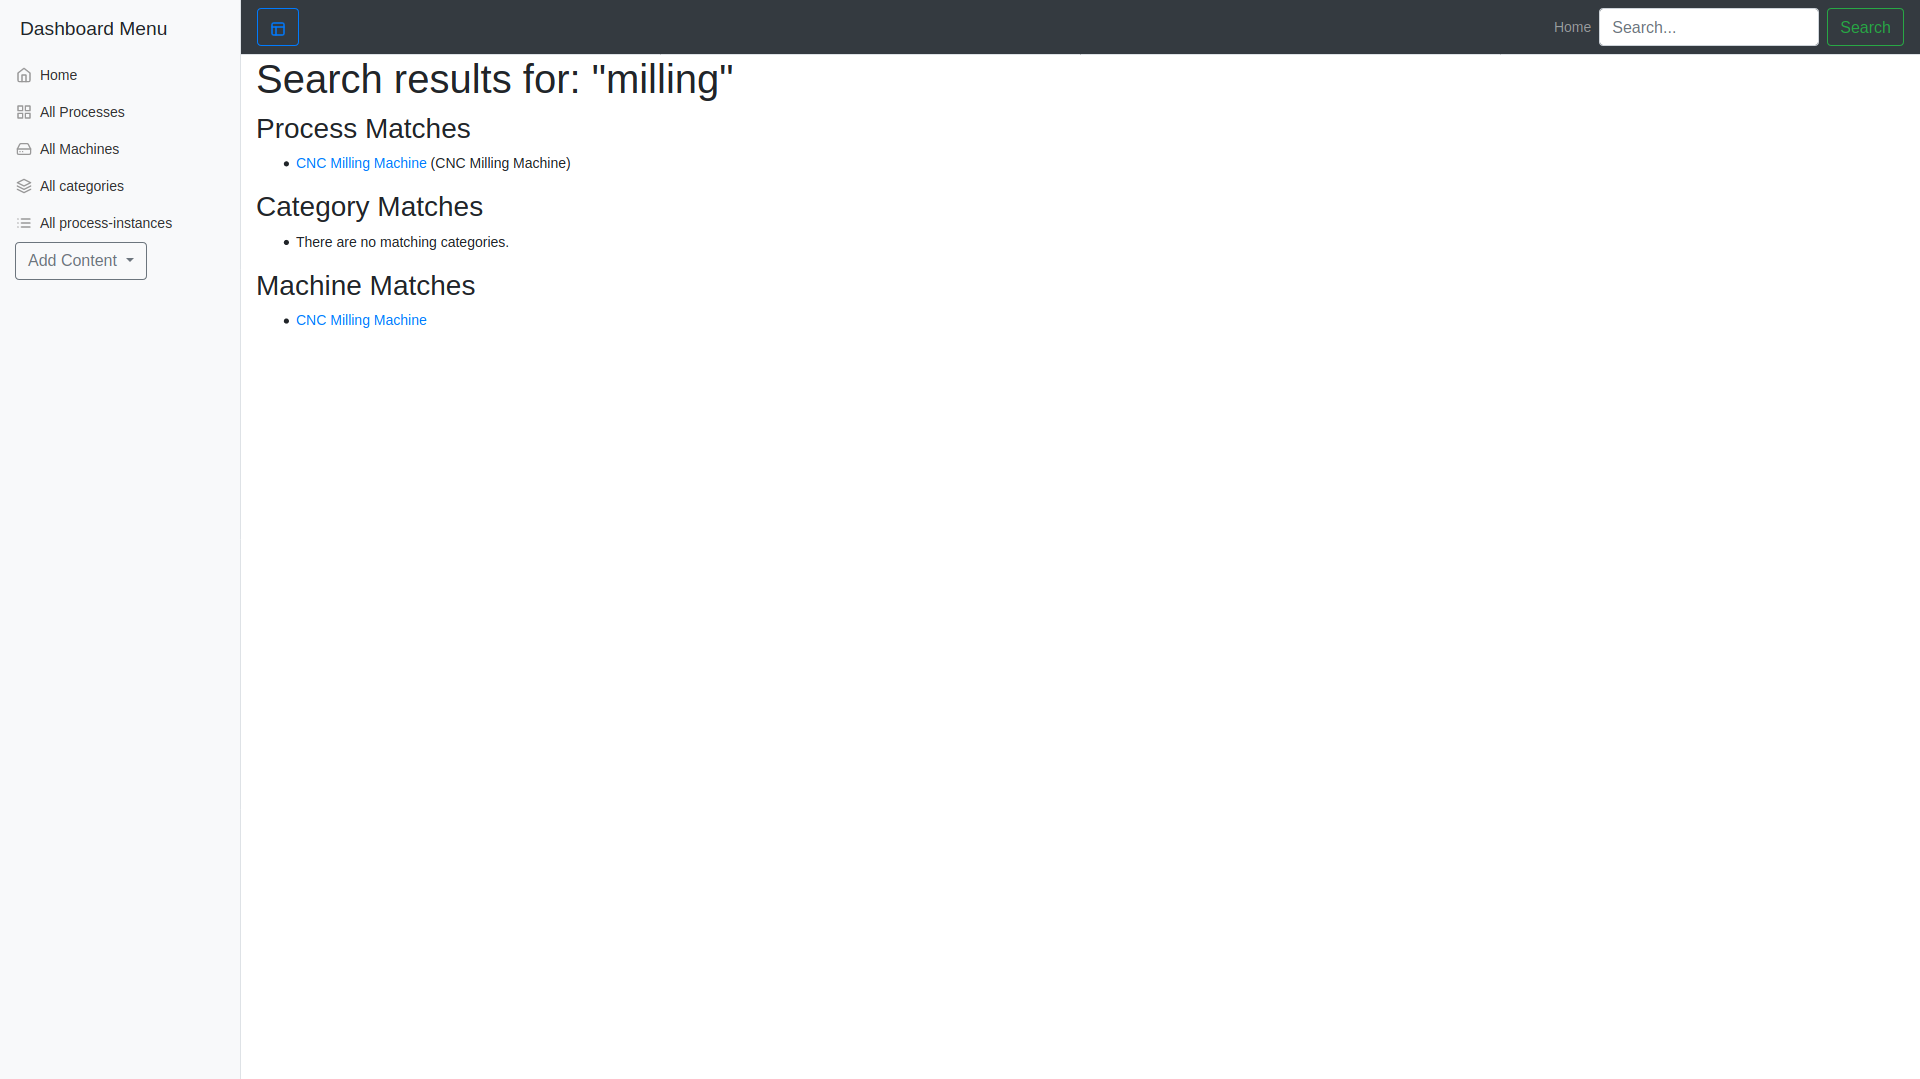 Dashboard Menu
Home
All Processes
All Machines
All categories
All process-instances
Add Content
Home
Search...
Search
Search results for: "milling"
Process Matches
CNC Milling Machine (CNC Milling Machine)
Category Matches
There are no matching categories.
Machine Matches
CNC Milling Machine